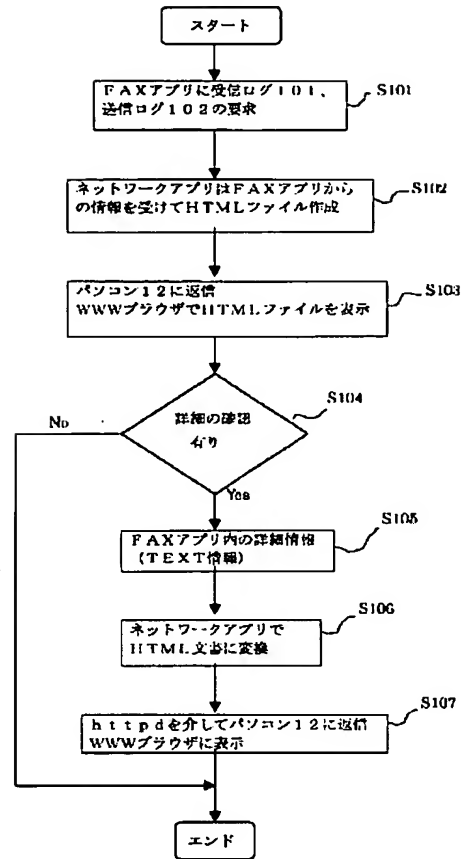 スタート
FAXアプリに受信ログ101、
送信ログ102の要求
S101
ネットワークアプリはFAXアプリから
の情報を受けてHTMLファイル作成
S102
パソコン12に返信
WWWブラウザでHTMLファイルを表示
S103
詳細の確認
有り
S104
No
Yes
FAXアプリ内の詳細情報
(TEXT情報)
S105
ネットワークアプリで
HTML文書に変換
S106
httpdを介してパソコン12に返信
WWWブラウザに表示
S107
エンド